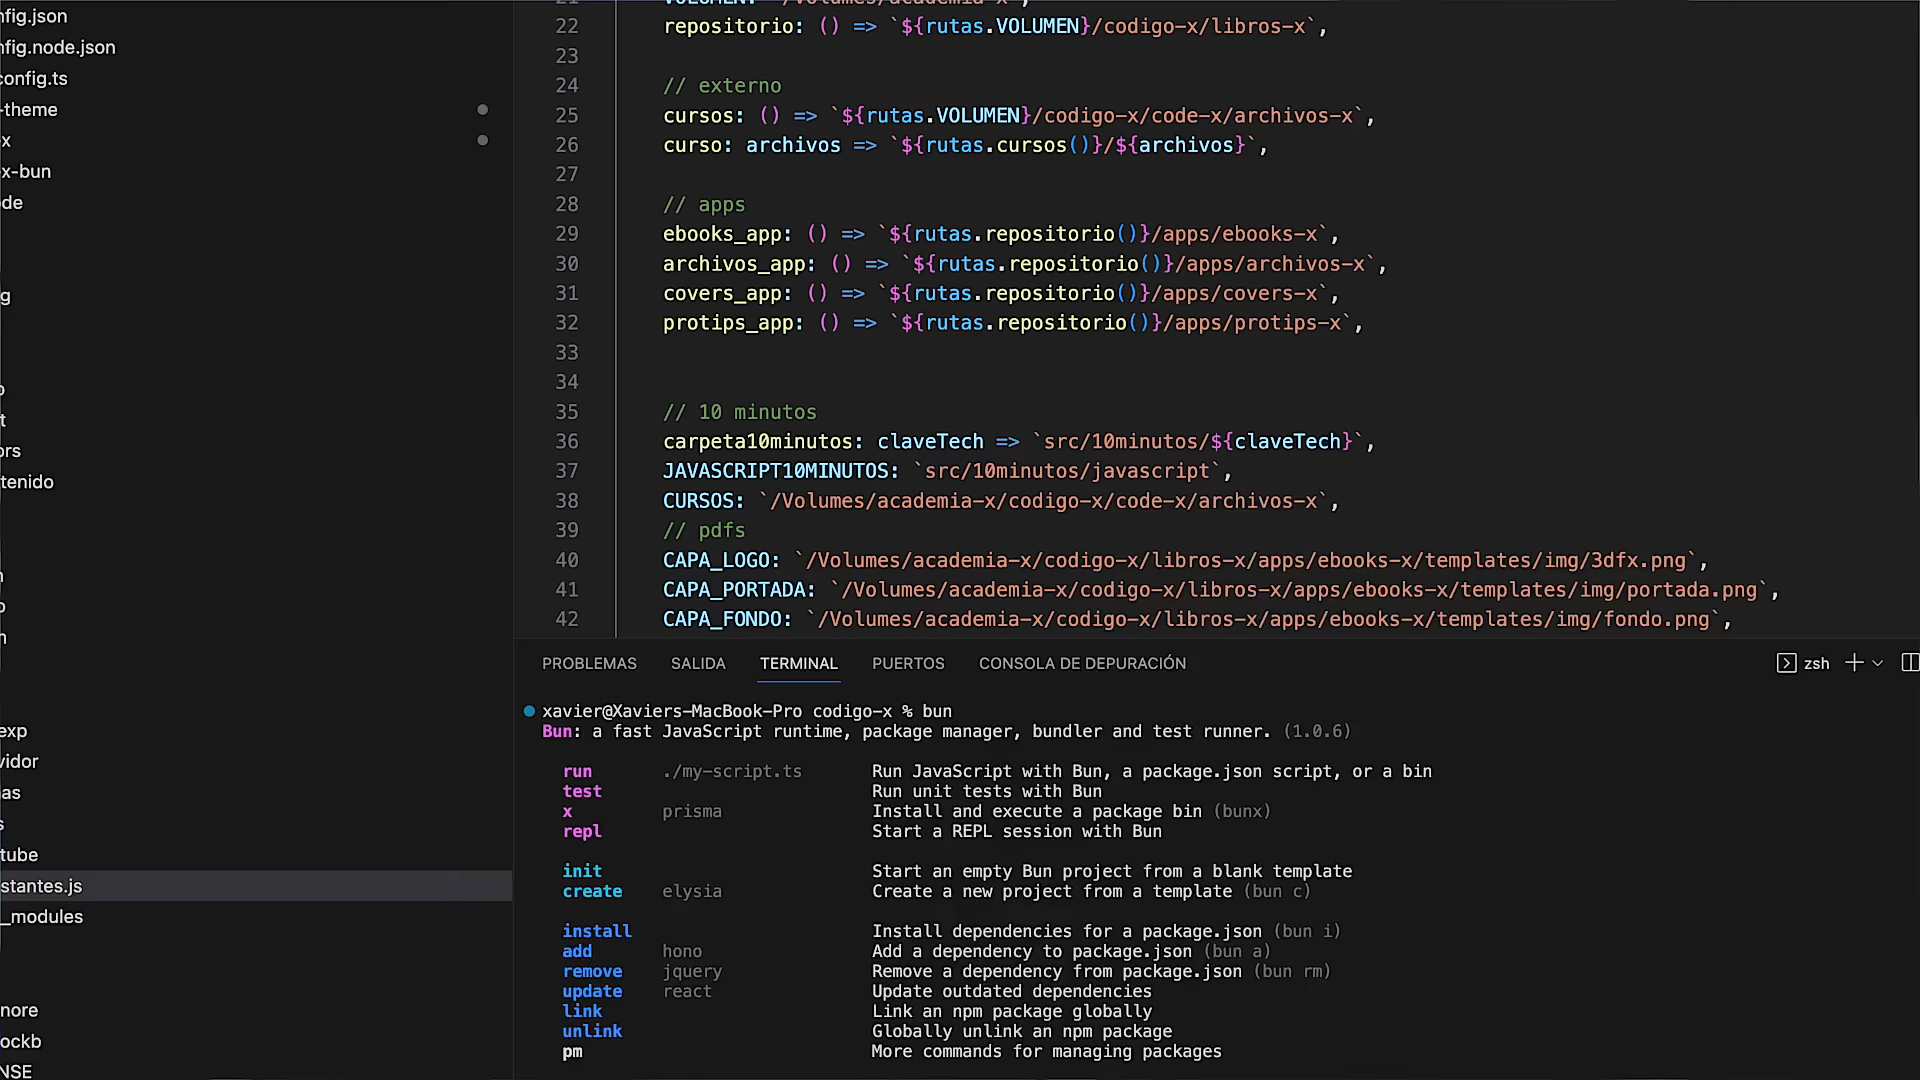 nfig.json
nfig.node.json
config.ts
-theme
x
x-bun
de
g
t
ors
tenido
exp
vidor
as
s
tube
stantes.js
_modules
nore
ockb
NSE
22 repositorio: () => `${rutas.VOLUMEN}/codigo-x/libros-x`,
23
24 // externo
25 cursos: () => `${rutas.VOLUMEN}/codigo-x/code-x/archivos-x`,
26 curso: archivos => `${rutas.cursos()}/${archivos}`,
27
28 // apps
29 ebooks_app: () => `${rutas.repositorio()}/apps/ebooks-x`,
30 archivos_app: () => `${rutas.repositorio()}/apps/archivos-x`,
31 covers_app: () => `${rutas.repositorio()}/apps/covers-x`,
32 protips_app: () => `${rutas.repositorio()}/apps/protips-x`,
33
34
35 // 10 minutos
36 carpeta10minutos: claveTech => `src/10minutos/${claveTech}`,
37 JAVASCRIPT10MINUTOS: `src/10minutos/javascript`,
38 CURSOS: `/Volumes/academia-x/codigo-x/code-x/archivos-x`,
39 // pdfs
40 CAPA_LOGO: `/Volumes/academia-x/codigo-x/libros-x/apps/ebooks-x/templates/img/3dfx.png`,
41 CAPA_PORTADA: `/Volumes/academia-x/codigo-x/libros-x/apps/ebooks-x/templates/img/portada.png`,
42 CAPA_FONDO: `/Volumes/academia-x/codigo-x/libros-x/apps/ebooks-x/templates/img/fondo.png`,
PROBLEMAS SALIDA TERMINAL PUERTOS CONSOLA DE DEPURACIÓN zsh
xavier@Xaviers-MacBook-Pro codigo-x % bun
Bun: a fast JavaScript runtime, package manager, bundler and test runner. (1.0.6)
run ./my-script.ts Run JavaScript with Bun, a package.json script, or a bin
test Run unit tests with Bun
x prisma Install and execute a package bin (bunx)
repl Start a REPL session with Bun
init Start an empty Bun project from a blank template
create elysia Create a new project from a template (bun c)
install Install dependencies for a package.json (bun i)
add hono Add a dependency to package.json (bun a)
remove jquery Remove a dependency from package.json (bun rm)
update react Update outdated dependencies
link Link an npm package globally
unlink Globally unlink an npm package
pm More commands for managing packages